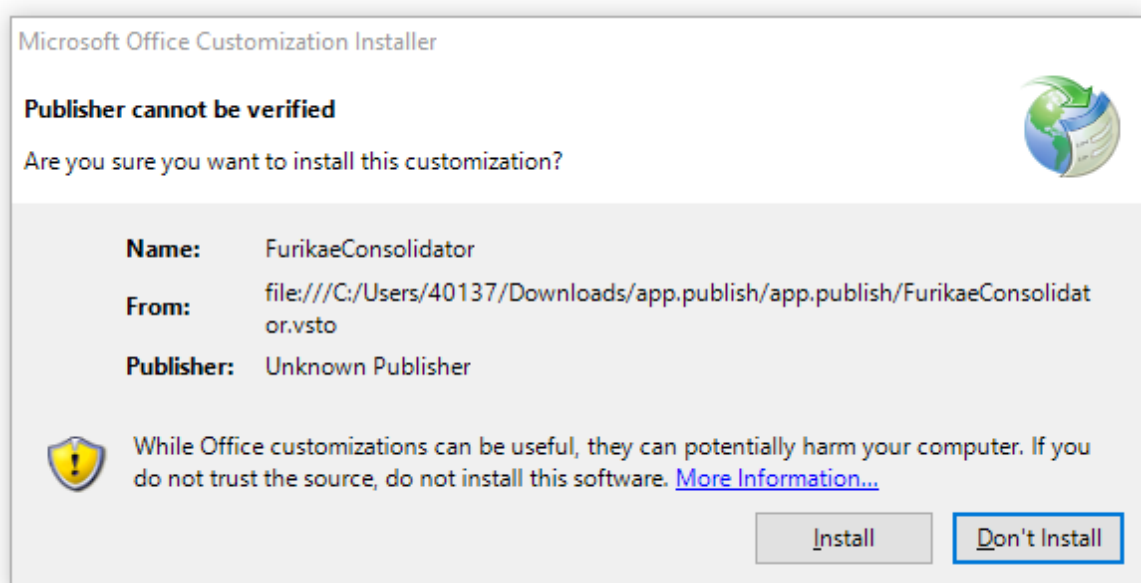 Microsoft Office Customization Installer
Publisher cannot be verified
Are you sure you want to install this customization?
Name: FurikaeConsolidator
From: file:///C:/Users/40137/Downloads/app.publish/app.publish/FurikaeConsolidat
or.vsto
Publisher: Unknown Publisher
While Office customizations can be useful, they can potentially harm your computer. If you
do not trust the source, do not install this software. More Information...
Install Don't Install